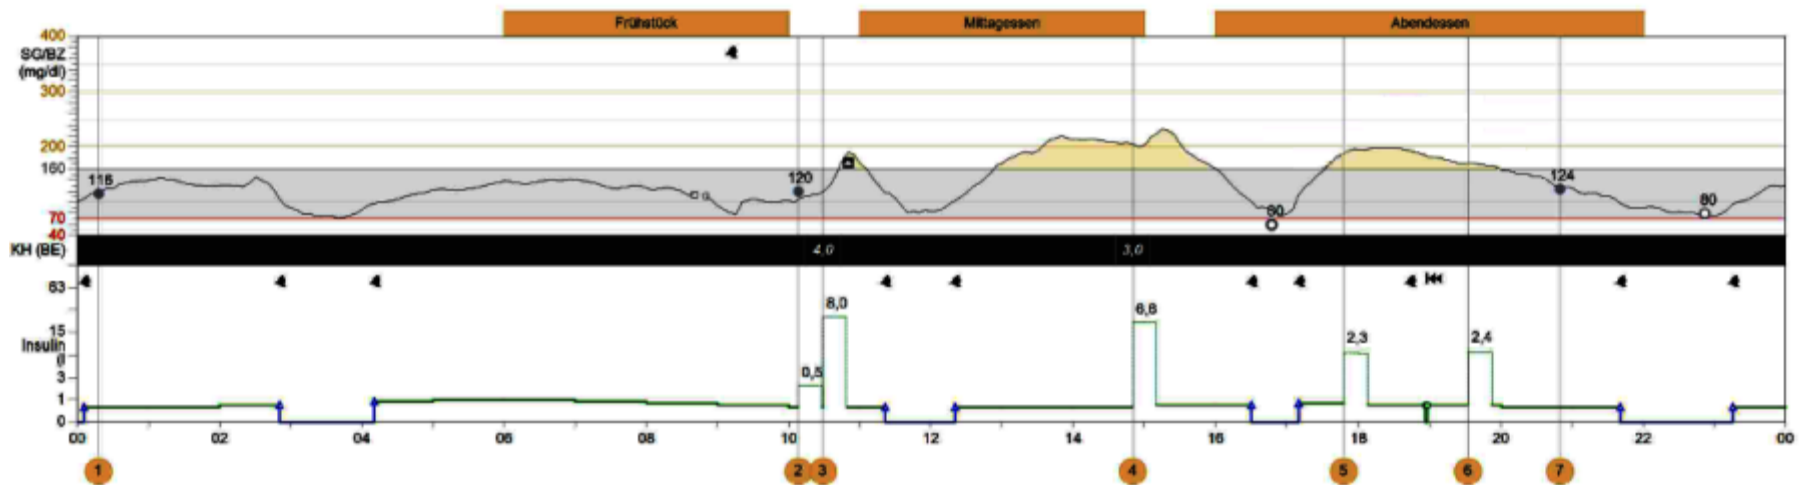 Frühstück Mittagessen Abendessen
400
SG/BZ
(mg/dl)
300
200
160
70
40
116 120 60 124 80
KH (BE) 4,0 3,0
63
15
Insulin
3
1
0
0,5 8,0 6,8 2,3 2,4
00 02 04 06 08 10 12 14 16 18 20 22 00
1 2 3 4 5 6 7